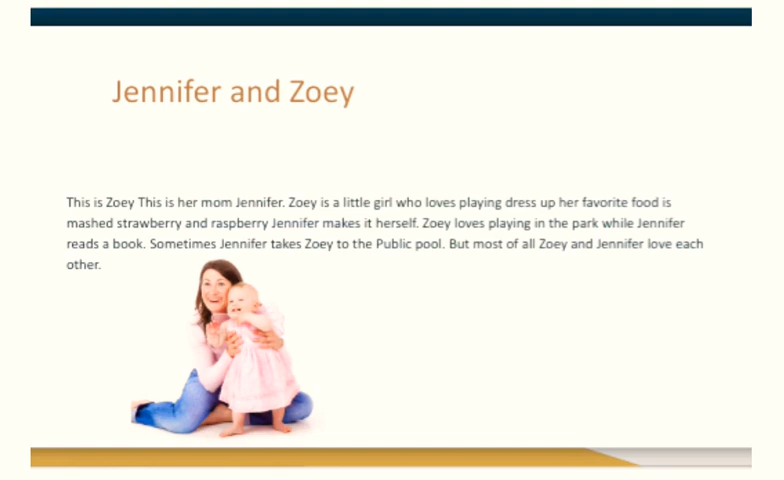 Jennifer and Zoey
This is Zoey This is her mom Jennifer. Zoey is a little girl who loves playing dress up her favorite food is
mashed strawberry and raspberry Jennifer makes it herself. Zoey loves playing in the park while Jennifer
reads a book. Sometimes Jennifer takes Zoey to the Public pool. But most of all Zoey and Jennifer love each
other.